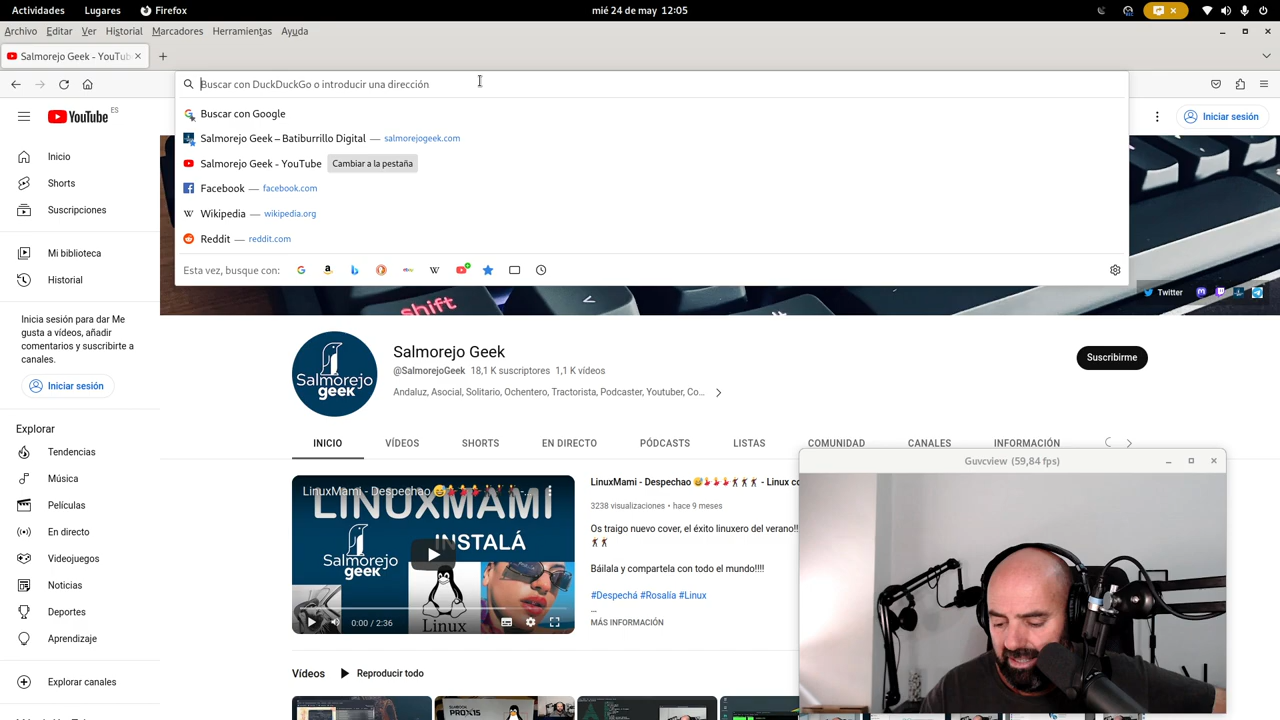 Actividades Lugares Firefox mié 24 de may 12:05
Archivo Editar Ver Historial Marcadores Herramientas Ayuda
Salmorejo Geek - YouTub
Buscar con DuckDuckGo o introducir una dirección
Buscar con Google
Salmorejo Geek – Batiburrillo Digital — salmorejogeek.com
Salmorejo Geek - YouTube Cambiar a la pestaña
Facebook — facebook.com
Wikipedia — wikipedia.org
Reddit — reddit.com
Esta vez, busque con:
YouTube ES
Iniciar sesión
Inicio
Shorts
Suscripciones
Mi biblioteca
Historial
Inicia sesión para dar Me
gusta a vídeos, añadir
comentarios y suscribirte a
canales.
Iniciar sesión
Explorar
Tendencias
Música
Películas
En directo
Videojuegos
Noticias
Deportes
Aprendizaje
Explorar canales
shift
Twitter
Salmorejo
geek
Salmorejo Geek
@SalmorejoGeek 18,1 K suscriptores 1,1 K vídeos
Andaluz, Asocial, Solitario, Ochentero, Tractorista, Podcaster, Youtuber, Co...
Suscribirme
INICIO VÍDEOS SHORTS EN DIRECTO PÓDCASTS LISTAS COMUNIDAD CANALES INFORMACIÓN
LinuxMami - Despechao
LINUXMAMI
INSTALÁ
Salmorejo
geek
Linux
0:00 / 2:36
LinuxMami - Despechao 😅💃💃💃🕺🕺🕺 - Linux co
3238 visualizaciones • hace 9 meses
Os traigo nuevo cover, el éxito linuxero del verano!!
🕺🕺
Báilala y compartela con todo el mundo!!!!
#Despechá #Rosalía #Linux
...
MÁS INFORMACIÓN
Guvcview (59,84 fps)
Vídeos Reproducir todo